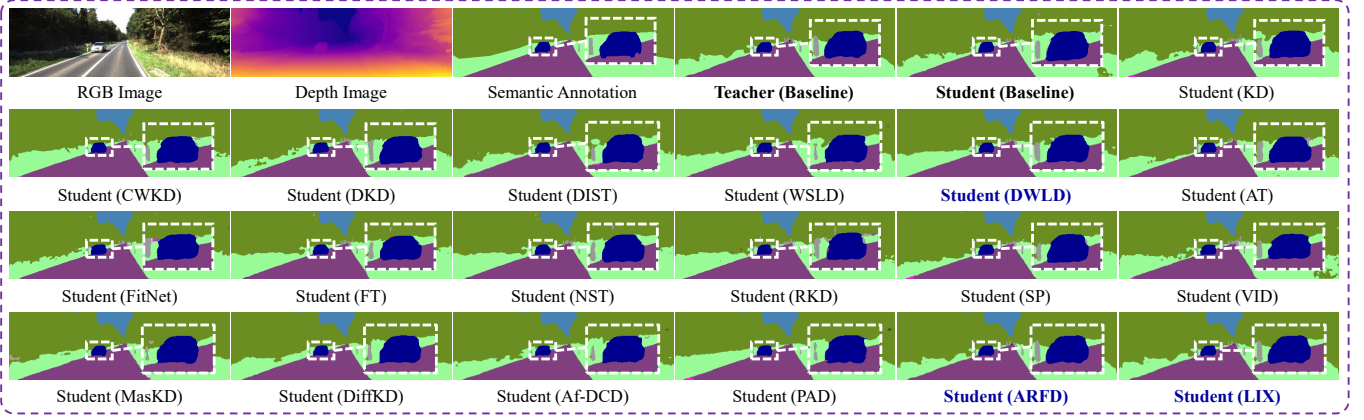 RGB Image Depth Image Semantic Annotation Teacher (Baseline) Student (Baseline) Student (KD)
Student (CWKD) Student (DKD) Student (DIST) Student (WSLD) Student (DWLD) Student (AT)
Student (FitNet) Student (FT) Student (NST) Student (RKD) Student (SP) Student (VID)
Student (MasKD) Student (DiffKD) Student (Af-DCD) Student (PAD) Student (ARFD) Student (LIX)